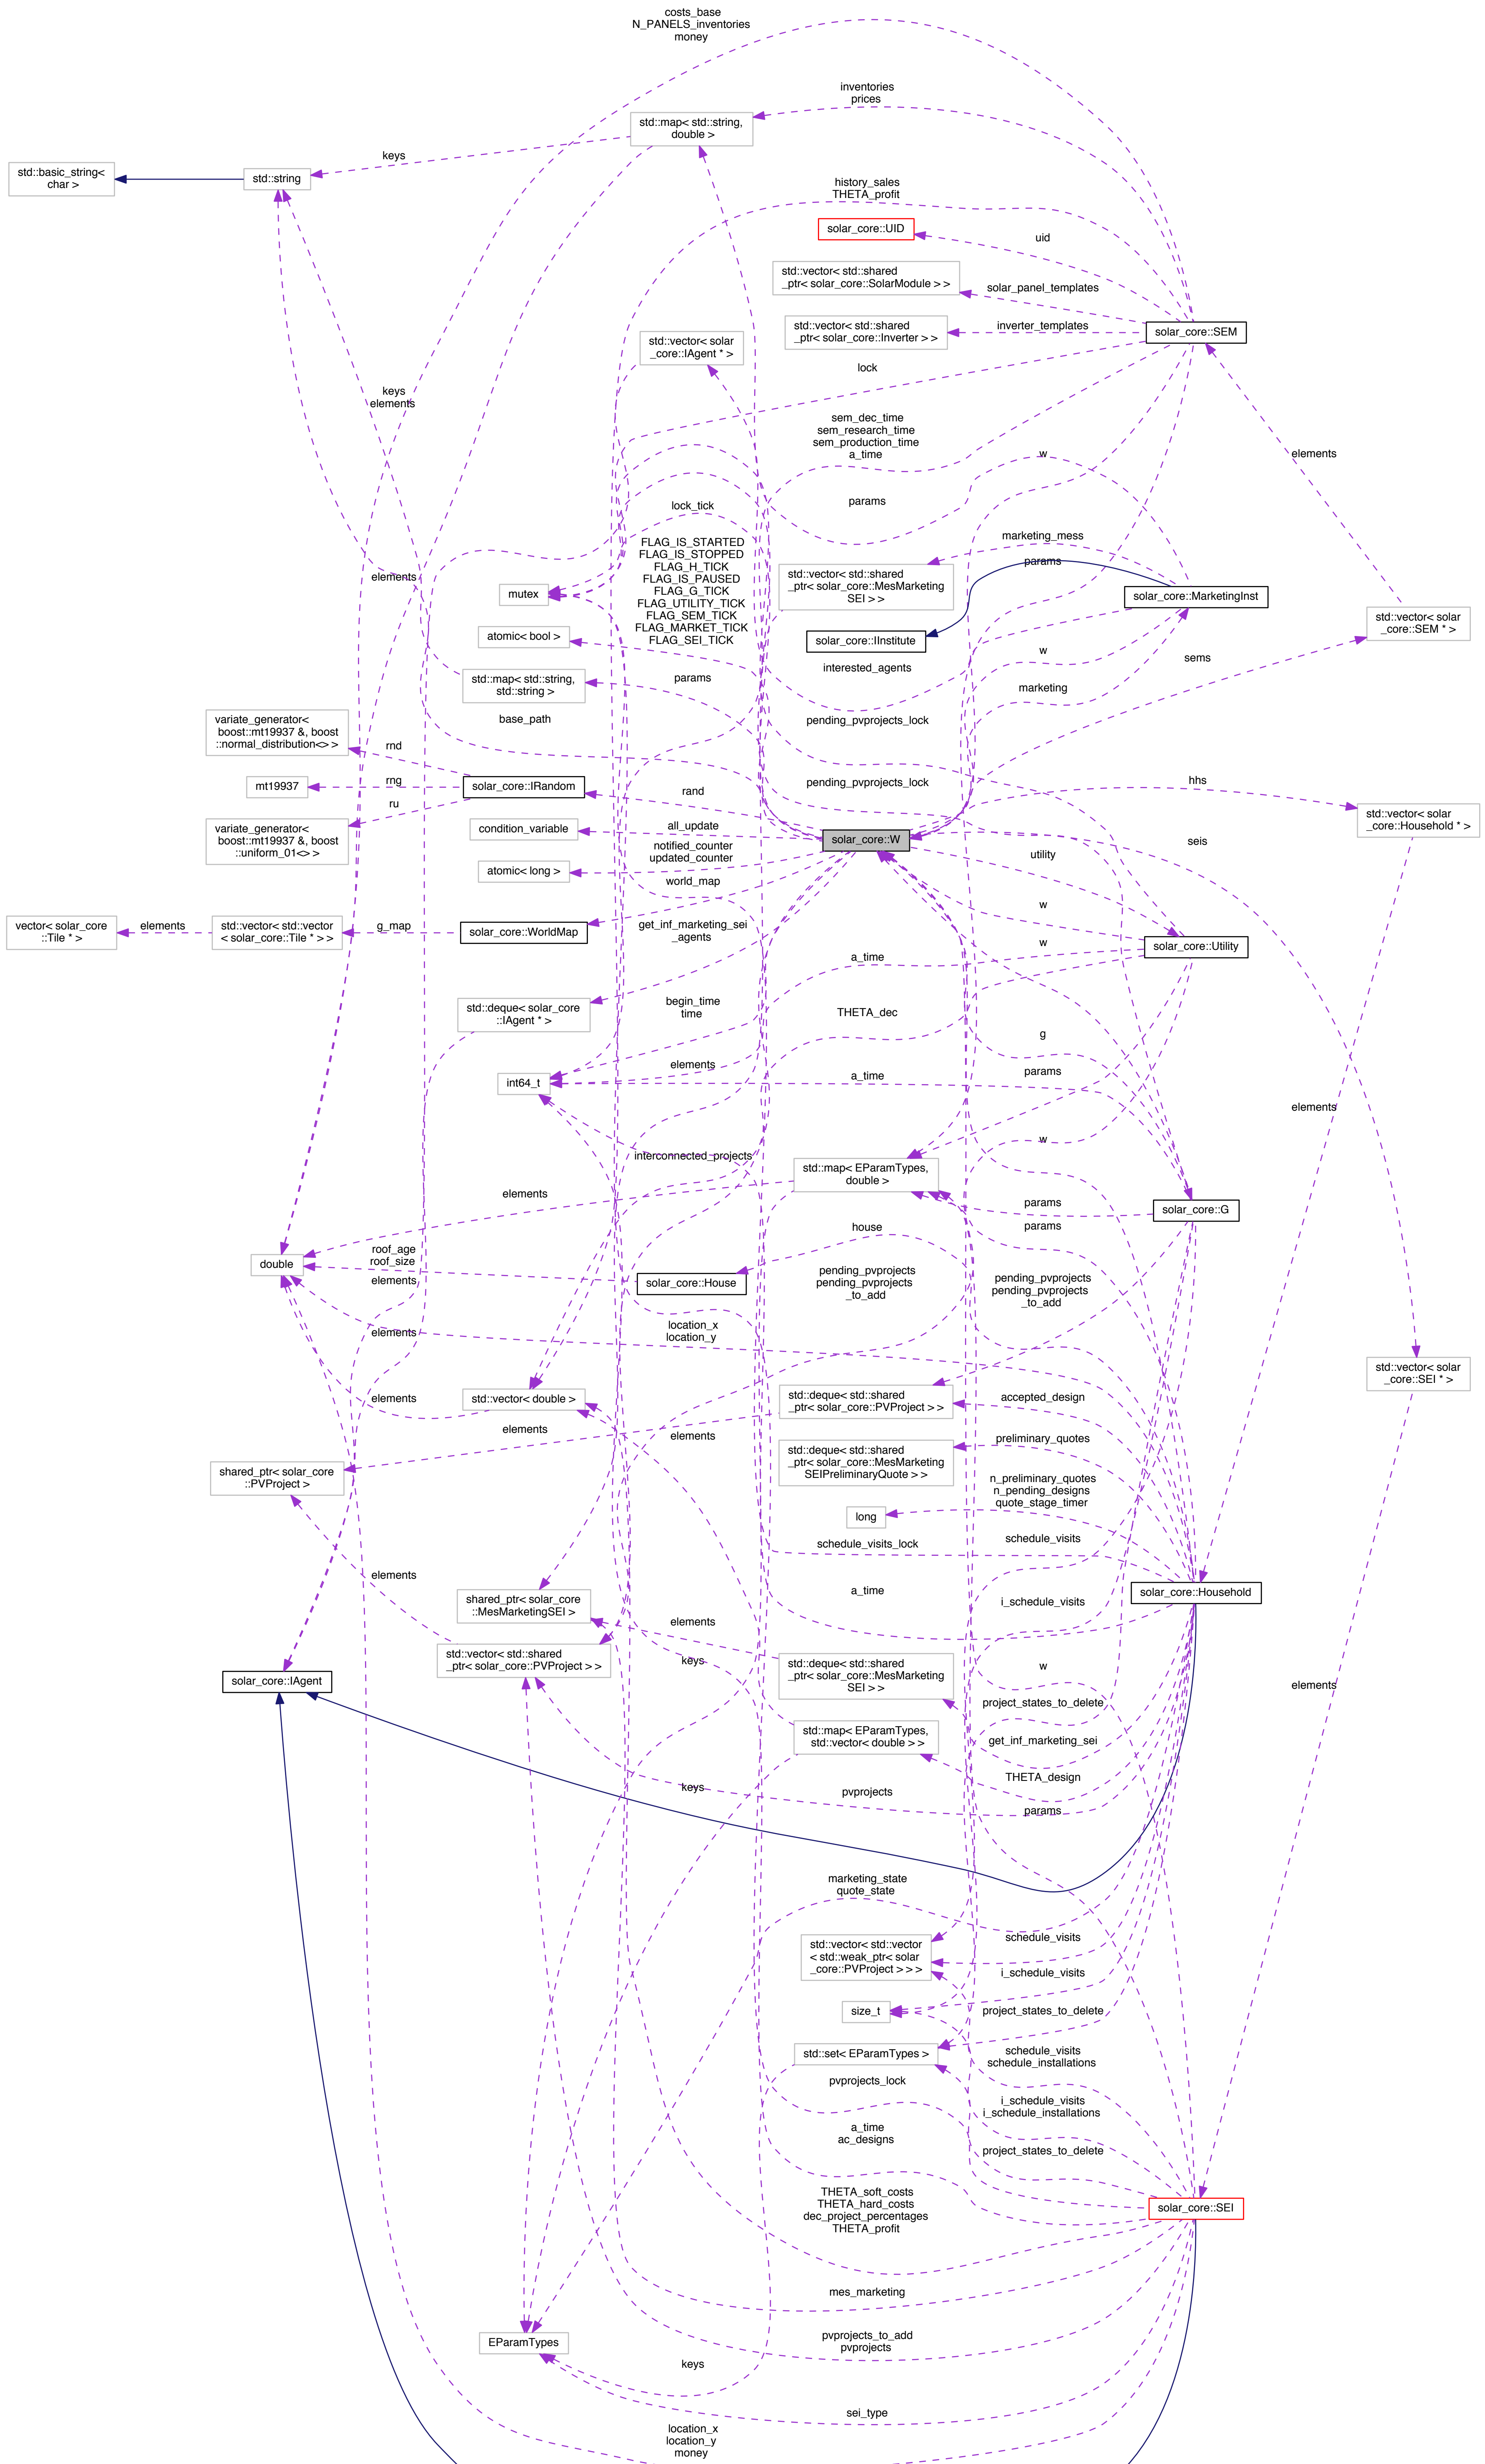 costs_base
N_PANELS_inventories
money
inventories
prices
std::map< std::string,
double >
keys
std::basic_string<
char >
std::string
history_sales
THETA_profit
solar_core::UID
uid
std::vector< std::shared
_ptr< solar_core::SolarModule > >
solar_panel_templates
std::vector< std::shared
_ptr< solar_core::Inverter > >
inverter_templates
solar_core::SEM
std::vector< solar
_core::IAgent * >
lock
keys
elements
sem_dec_time
sem_research_time
sem_production_time
a_time
w
elements
params
lock_tick
FLAG_IS_STARTED
FLAG_IS_STOPPED
FLAG_H_TICK
FLAG_IS_PAUSED
FLAG_G_TICK
FLAG_UTILITY_TICK
FLAG_SEM_TICK
FLAG_MARKET_TICK
FLAG_SEI_TICK
marketing_mess
params
elements
mutex
std::vector< std::shared
_ptr< solar_core::MesMarketing
SEI > >
solar_core::MarketingInst
std::vector< solar
_core::SEM * >
atomic< bool >
solar_core::IInstitute
w
sems
interested_agents
std::map< std::string,
std::string >
params
marketing
base_path
pending_pvprojects_lock
variate_generator<
boost::mt19937 &, boost
::normal_distribution<> >
rnd
mt19937
rng
solar_core::IRandom
rand
pending_pvprojects_lock
hhs
ru
std::vector< solar
_core::Household * >
variate_generator<
boost::mt19937 &, boost
::uniform_01<> >
condition_variable
all_update
solar_core::W
seis
notified_counter
updated_counter
atomic< long >
utility
world_map
w
vector< solar_core
::Tile * >
elements
std::vector< std::vector
< solar_core::Tile * > >
g_map
solar_core::WorldMap
get_inf_marketing_sei
_agents
w
solar_core::Utility
a_time
std::deque< solar_core
::IAgent * >
begin_time
time
THETA_dec
g
elements
int64_t
a_time
params
elements
interconnected_projects
w
std::map< EParamTypes,
double >
elements
params
solar_core::G
params
house
roof_age
roof_size
double
elements
solar_core::House
pending_pvprojects
pending_pvprojects
_to_add
pending_pvprojects
pending_pvprojects
_to_add
elements
location_x
location_y
std::vector< solar
_core::SEI * >
elements
std::vector< double >
std::deque< std::shared
_ptr< solar_core::PVProject > >
accepted_design
elements
elements
preliminary_quotes
std::deque< std::shared
_ptr< solar_core::MesMarketing
SEIPreliminaryQuote > >
shared_ptr< solar_core
::PVProject >
n_preliminary_quotes
n_pending_designs
quote_stage_timer
long
schedule_visits_lock
schedule_visits
elements
shared_ptr< solar_core
::MesMarketingSEI >
a_time
i_schedule_visits
solar_core::Household
elements
std::vector< std::shared
_ptr< solar_core::PVProject > >
keys
std::deque< std::shared
_ptr< solar_core::MesMarketing
SEI > >
w
solar_core::IAgent
elements
project_states_to_delete
std::map< EParamTypes,
std::vector< double > >
get_inf_marketing_sei
keys
pvprojects
THETA_design
params
marketing_state
quote_state
std::vector< std::vector
< std::weak_ptr< solar
_core::PVProject > > >
schedule_visits
i_schedule_visits
size_t
project_states_to_delete
std::set< EParamTypes >
schedule_visits
schedule_installations
pvprojects_lock
i_schedule_visits
i_schedule_installations
a_time
ac_designs
project_states_to_delete
THETA_soft_costs
THETA_hard_costs
dec_project_percentages
THETA_profit
solar_core::SEI
mes_marketing
EParamTypes
pvprojects_to_add
pvprojects
keys
sei_type
location_x
location_y
money